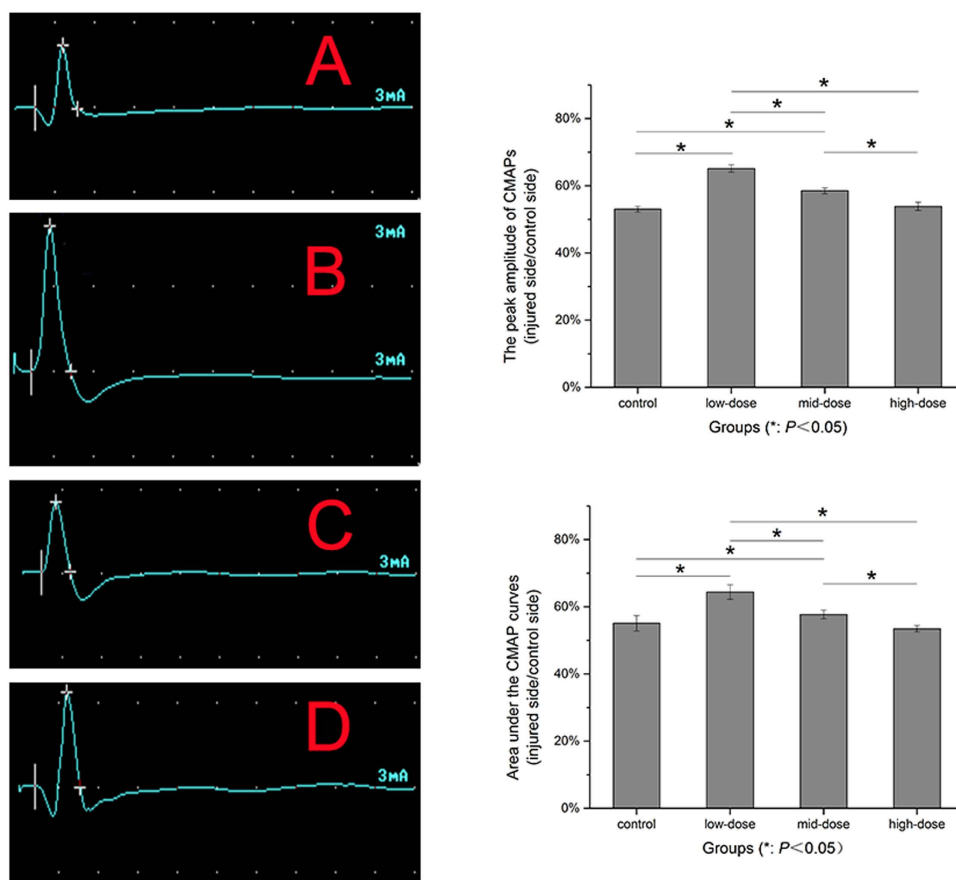 A
3mA
3mA
B
3mA
C
3mA
D
3mA
The peak amplitude of CMAPs
(injured side/control side)
80%
60%
40%
20%
0%
*
*
*
*
*
control low-dose mid-dose high-dose
Groups (*: P<0.05)
Area under the CMAP curves
(injured side/control side)
80%
60%
40%
20%
0%
*
*
*
*
*
control low-dose mid-dose high-dose
Groups (*: P<0.05)